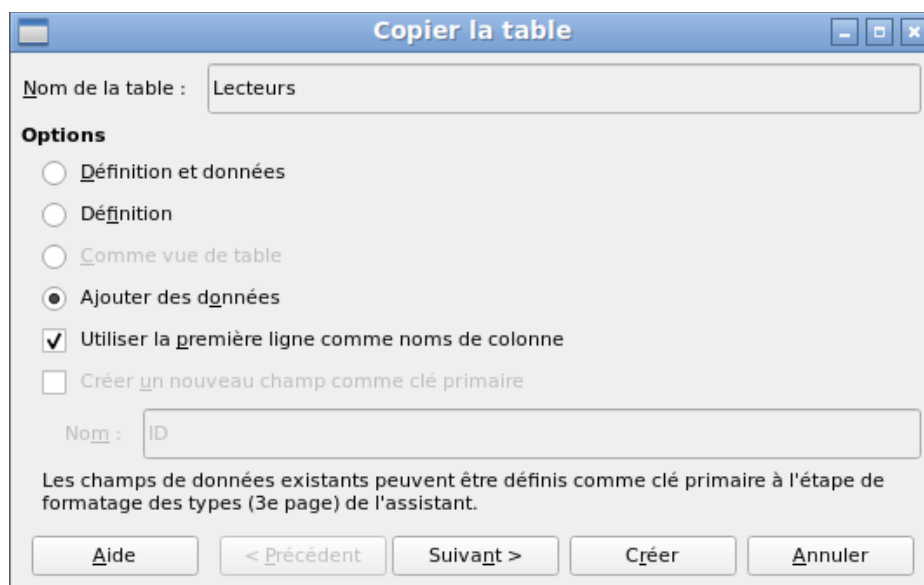 Copier la table
Nom de la table : Lecteurs
Options
Définition et données
Définition
Comme vue de table
Ajouter des données
Utiliser la première ligne comme noms de colonne
Créer un nouveau champ comme clé primaire
Nom : ID
Les champs de données existants peuvent être définis comme clé primaire à l'étape de
formatage des types (3e page) de l'assistant.
Aide < Précédent Suivant > Créer Annuler